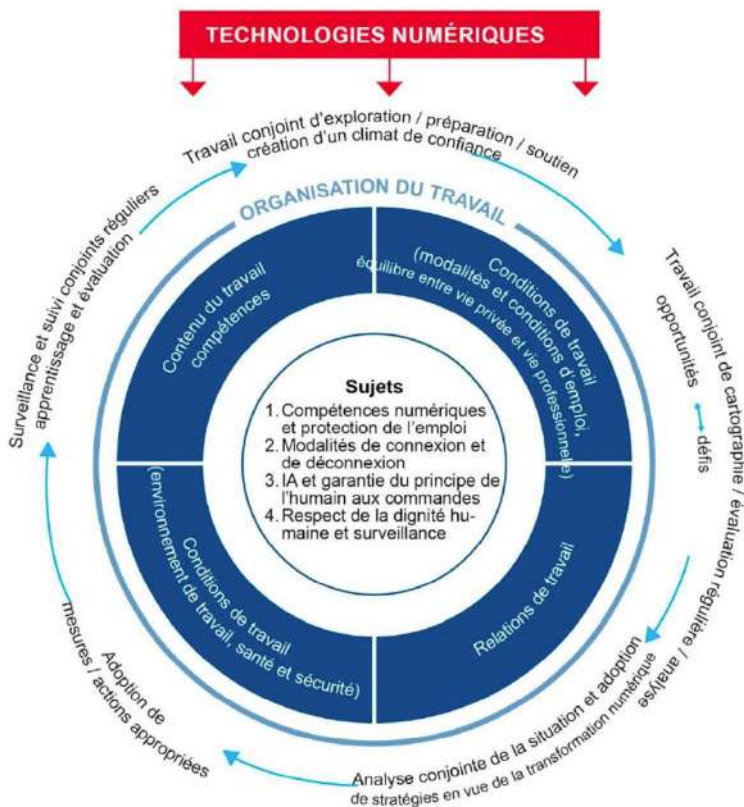 TECHNOLOGIES NUMÉRIQUES
Travail conjoint d'exploration / préparation / soutien
création d'un climat de confiance
ORGANISATION DU TRAVAIL
Contenu du travail
compétences
Conditions de travail
(modalités et conditions d'emploi,
équilibre entre vie privée et vie professionnelle)
Travail conjoint de cartographie / évaluation régulière / analyse
opportunités
défis
Sujets
1. Compétences numériques
et protection de l'emploi
2. Modalités de connexion et
de déconnexion
3. IA et garantie du principe de
l'humain aux commandes
4. Respect de la dignité hu-
maine et surveillance
Relations de travail
Conditions de travail
(environnement de travail, santé et sécurité)
Analyse conjointe de la situation et adoption
de stratégies en vue de la transformation numérique
Adoption de
mesures / actions appropriées
Surveillance et suivi conjoints réguliers
apprentissage et évaluation